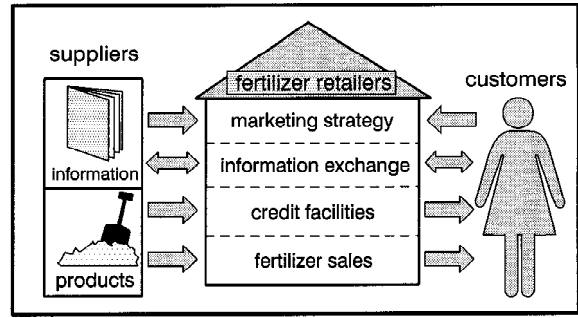 suppliers
fertilizer retailers
customers
marketing strategy
information
information exchange
credit facilities
products
fertilizer sales